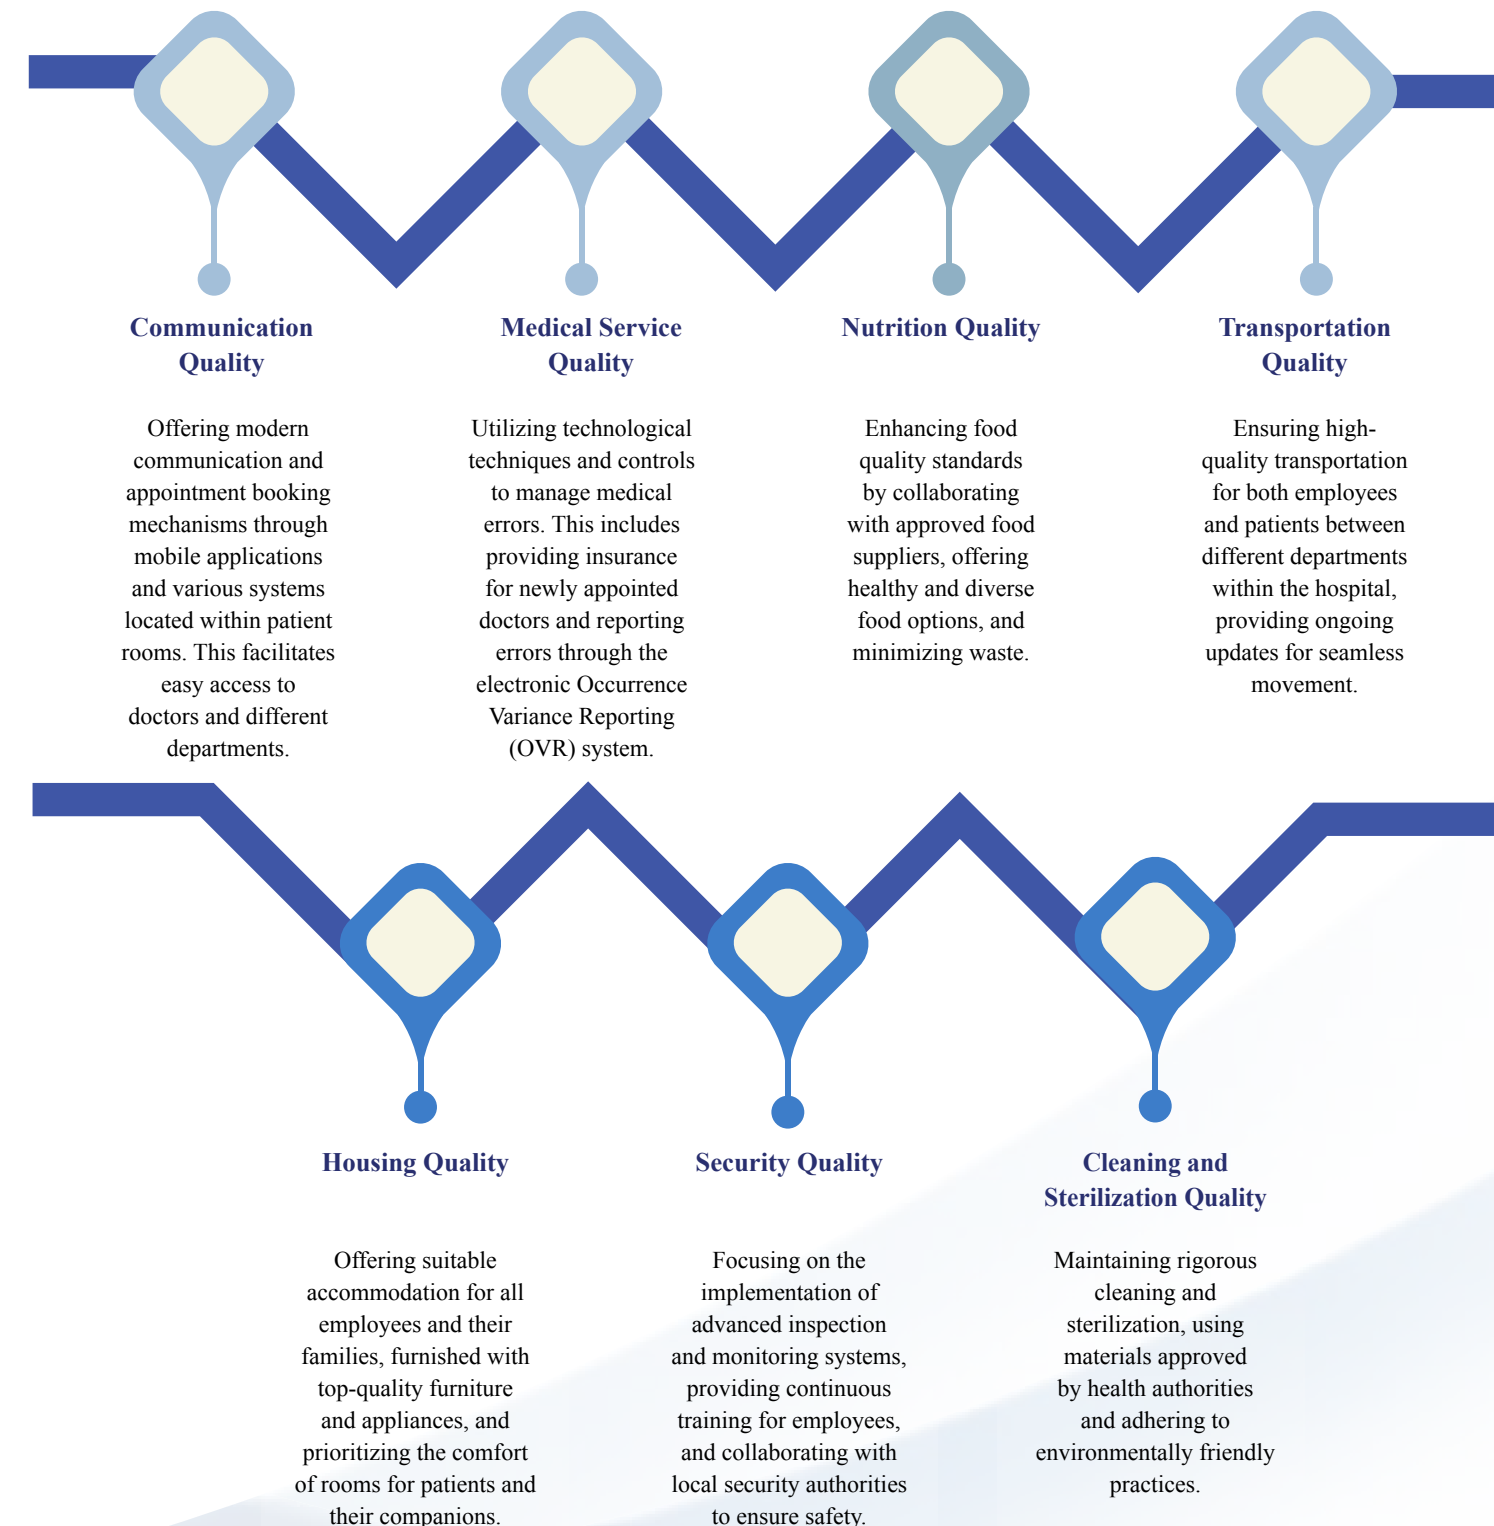 Communication
Quality
Offering modern
communication and
appointment booking
mechanisms through
mobile applications
and various systems
located within patient
rooms. This facilitates
easy access to
doctors and different
departments.
Medical Service
Quality
Utilizing technological
techniques and controls
to manage medical
errors. This includes
providing insurance
for newly appointed
doctors and reporting
errors through the
electronic Occurrence
Variance Reporting
(OVR) system.
Nutrition Quality
Enhancing food
quality standards
by collaborating
with approved food
suppliers, offering
healthy and diverse
food options, and
minimizing waste.
Transportation
Quality
Ensuring high-
quality transportation
for both employees
and patients between
different departments
within the hospital,
providing ongoing
updates for seamless
movement.
Housing Quality
Offering suitable
accommodation for all
employees and their
families, furnished with
top-quality furniture
and appliances, and
prioritizing the comfort
of rooms for patients and
their companions.
Security Quality
Focusing on the
implementation of
advanced inspection
and monitoring systems,
providing continuous
training for employees,
and collaborating with
local security authorities
to ensure safety.
Cleaning and
Sterilization Quality
Maintaining rigorous
cleaning and
sterilization, using
materials approved
by health authorities
and adhering to
environmentally friendly
practices.